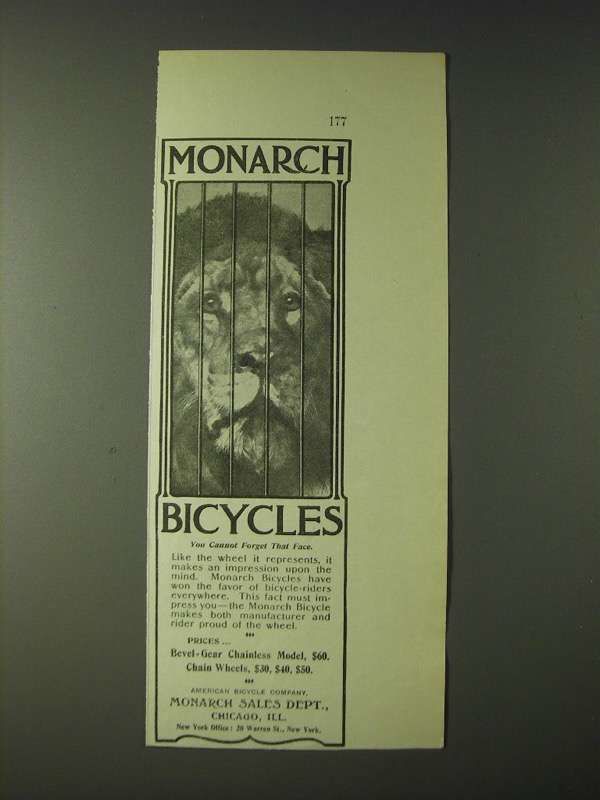 177
MONARCH
BICYCLES
You Cannot Forget That Face.
Like the wheel it represents, it
makes an impression upon the
mind. Monarch Bicycles have
won the favor of bicycle-riders
everywhere. This fact must im-
press you—the Monarch Bicycle
makes both manufacturer and
rider proud of the wheel.
PRICES ...
Bevel-Gear Chainless Model, $60.
Chain Wheels, $30, $40, $50.
AMERICAN BICYCLE COMPANY,
MONARCH SALES DEPT.,
CHICAGO, ILL.
New York Office: 20 Warren St., New York.